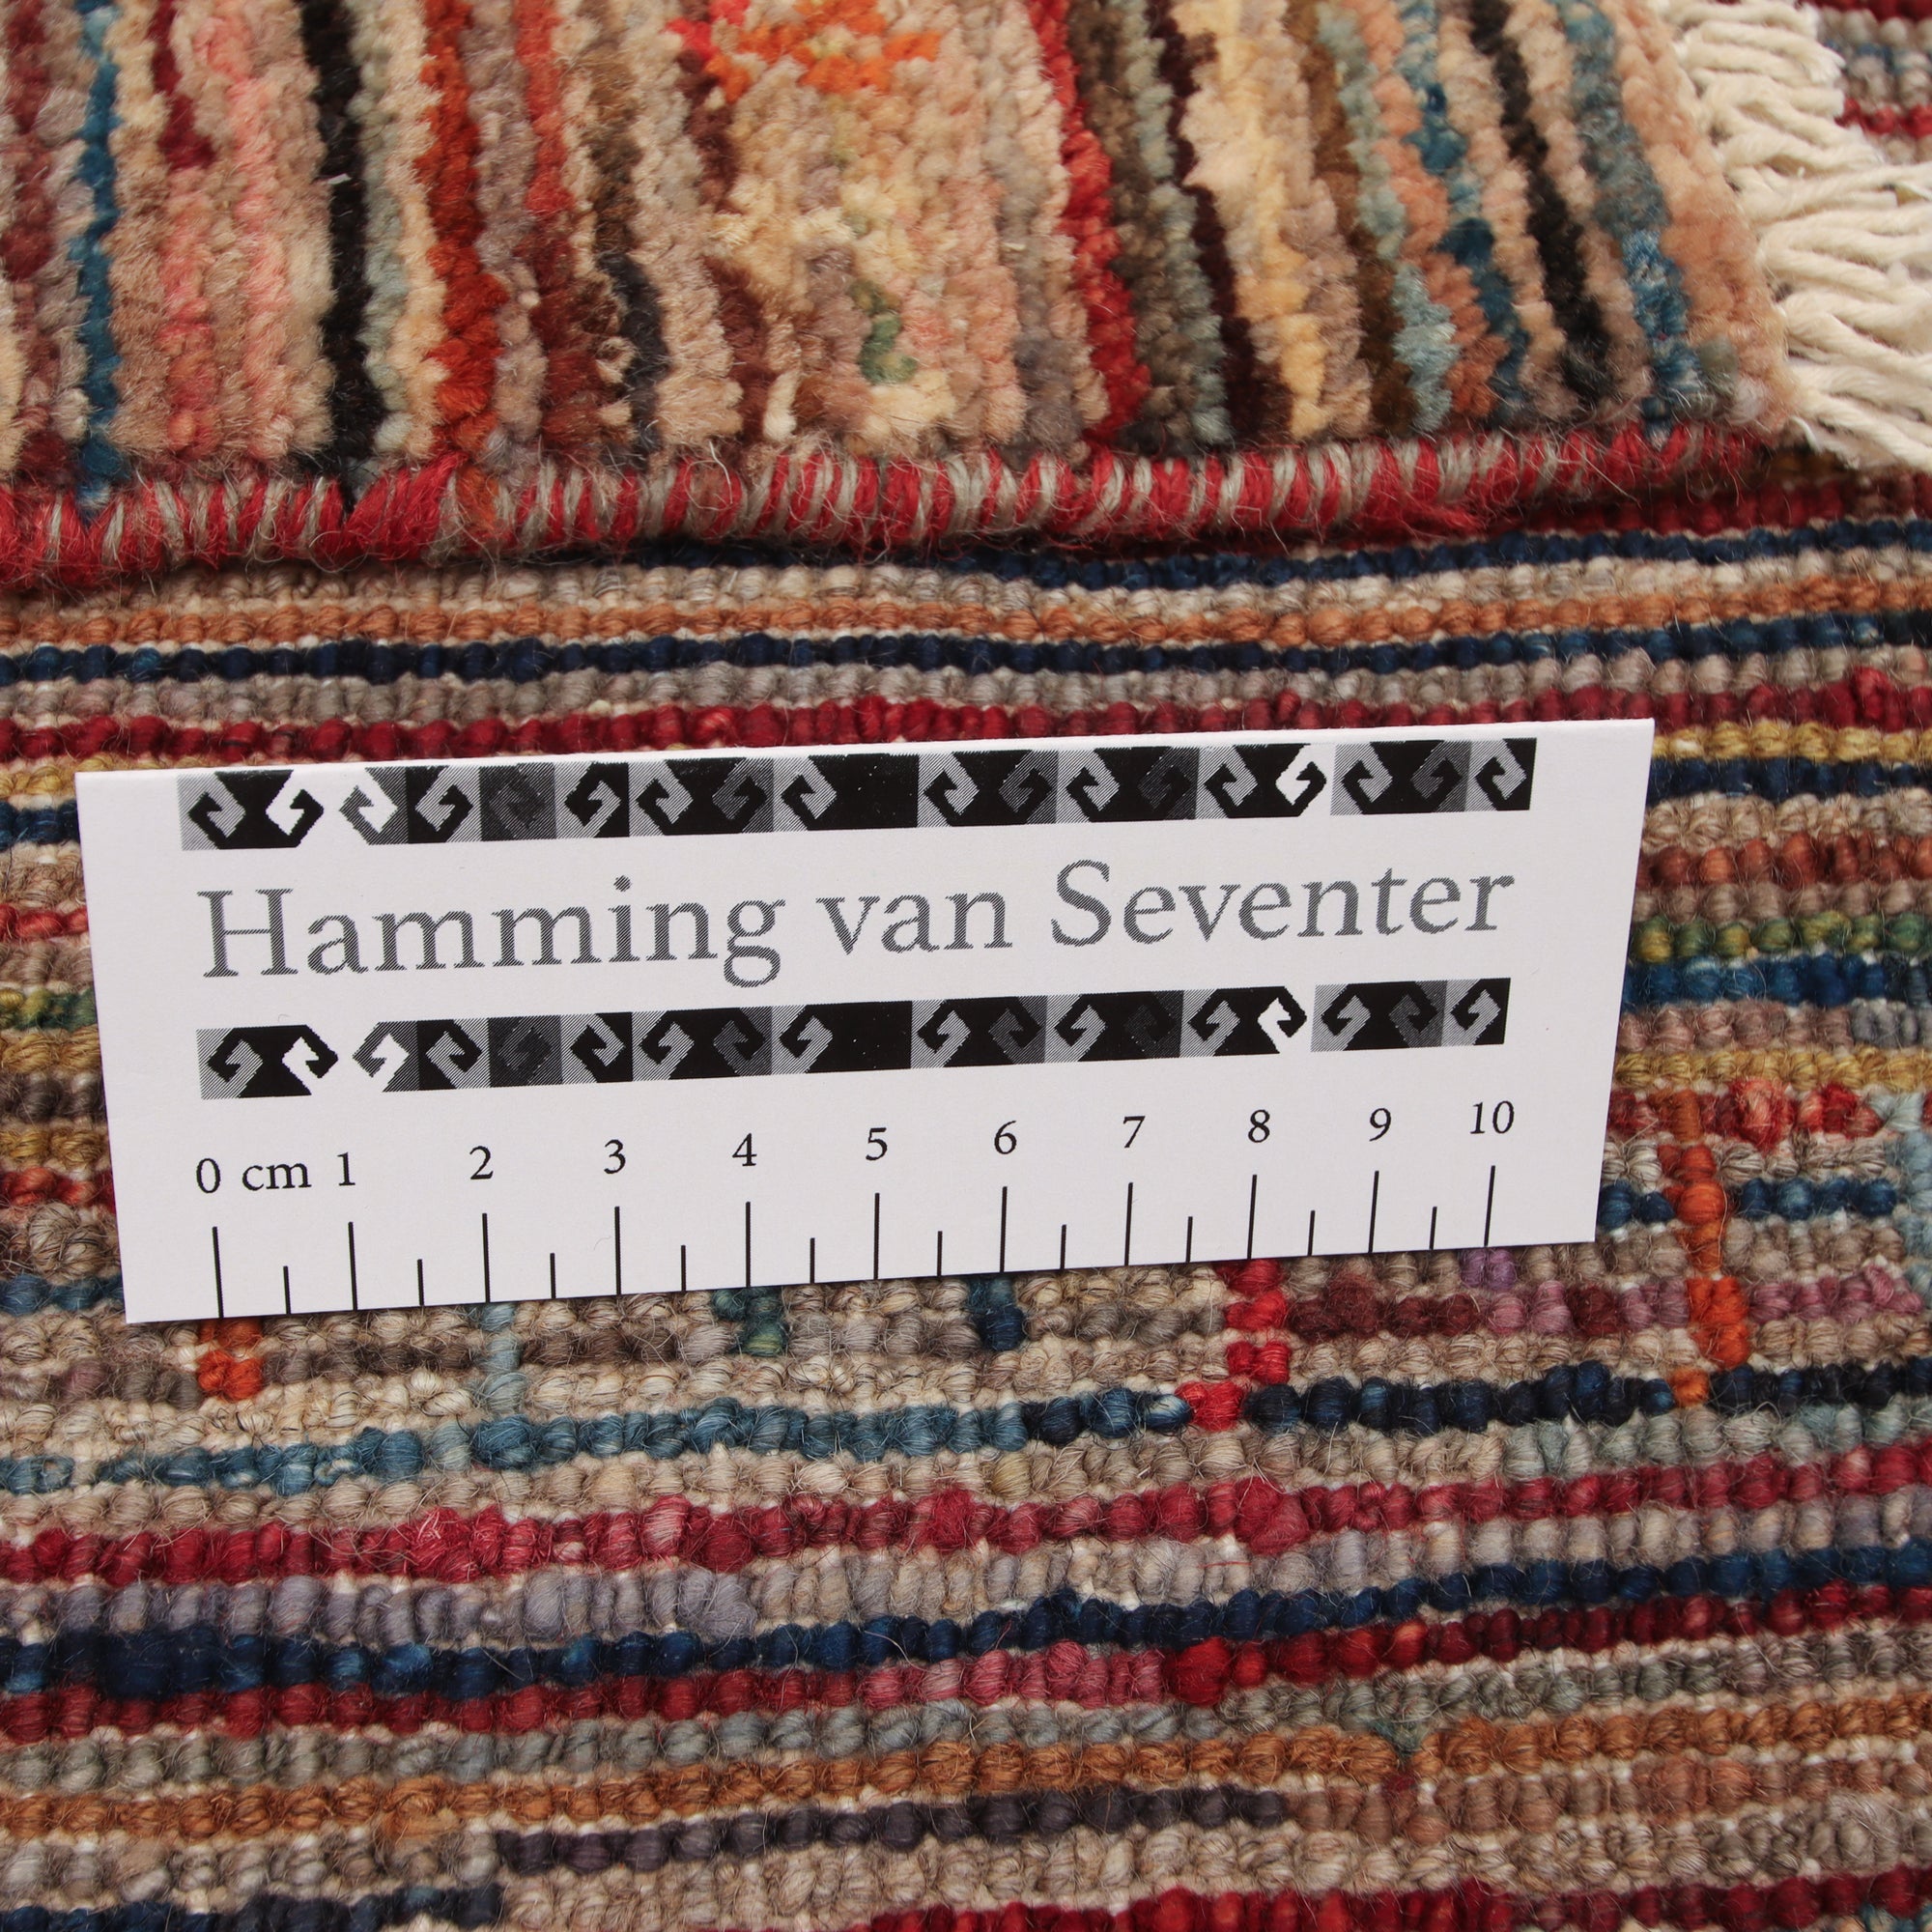 Hamming van Seventer
0 cm 1 2 3 4 5 6 7 8 9 10